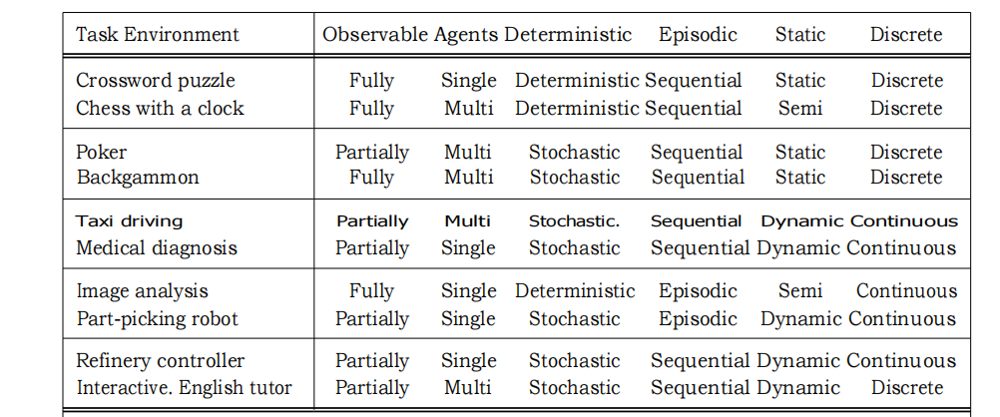 Task Environment Observable Agents Deterministic Episodic Static Discrete
Crossword puzzle Fully Single Deterministic Sequential Static Discrete
Chess with a clock Fully Multi Deterministic Sequential Semi Discrete
Poker Partially Multi Stochastic Sequential Static Discrete
Backgammon Fully Multi Stochastic Sequential Static Discrete
Taxi driving Partially Multi Stochastic. Sequential Dynamic Continuous
Medical diagnosis Partially Single Stochastic Sequential Dynamic Continuous
Image analysis Fully Single Deterministic Episodic Semi Continuous
Part-picking robot Partially Single Stochastic Episodic Dynamic Continuous
Refinery controller Partially Single Stochastic Sequential Dynamic Continuous
Interactive. English tutor Partially Multi Stochastic Sequential Dynamic Discrete